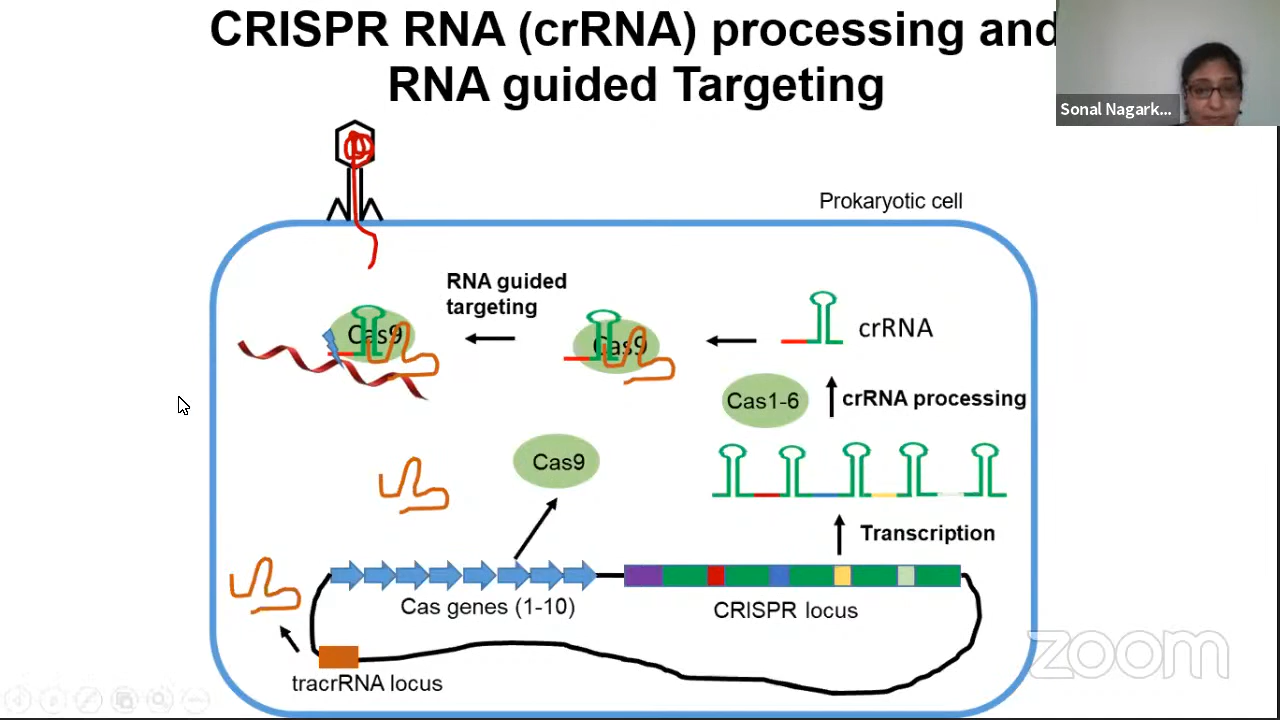 CRISPR RNA (crRNA) processing and
RNA guided Targeting
Sonal Nagark...
Prokaryotic cell
RNA guided
targeting
Cas9
Cas9
crRNA
Cas1-6
crRNA processing
Cas9
Transcription
Cas genes (1-10)
CRISPR locus
tracrRNA locus
zoom